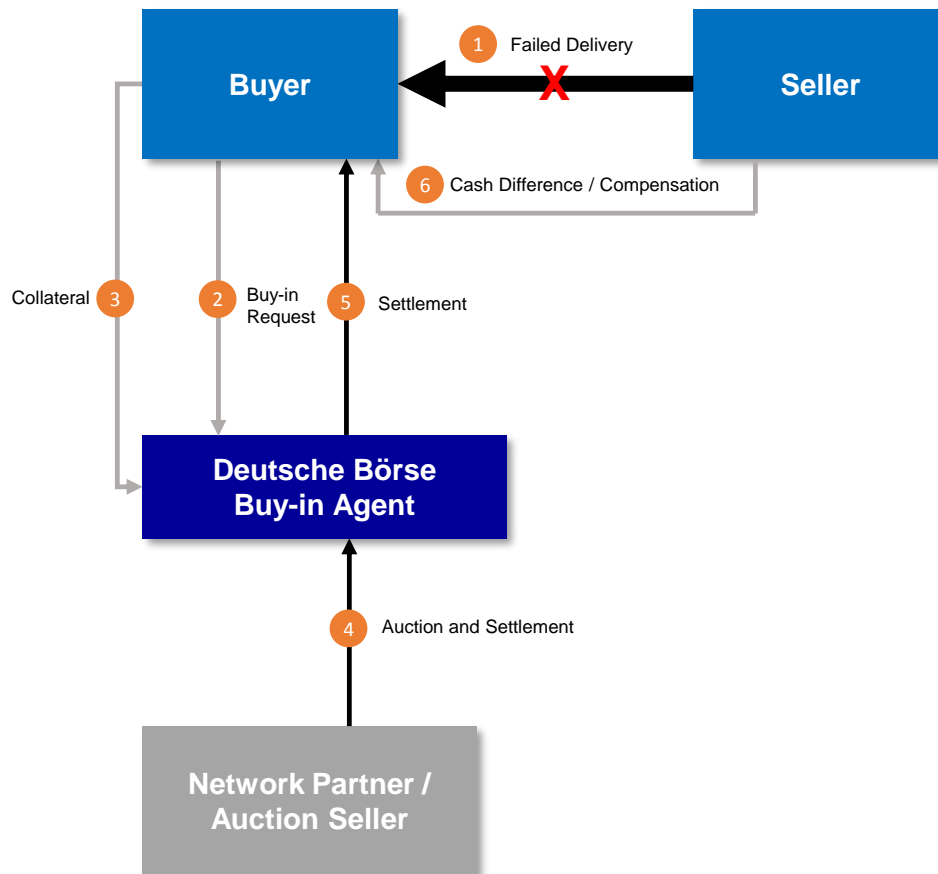 1 Failed Delivery
Buyer
X
Seller
6 Cash Difference / Compensation
Collateral 3
2 Buy-in
Request
5 Settlement
Deutsche Börse
Buy-in Agent
4 Auction and Settlement
Network Partner /
Auction Seller